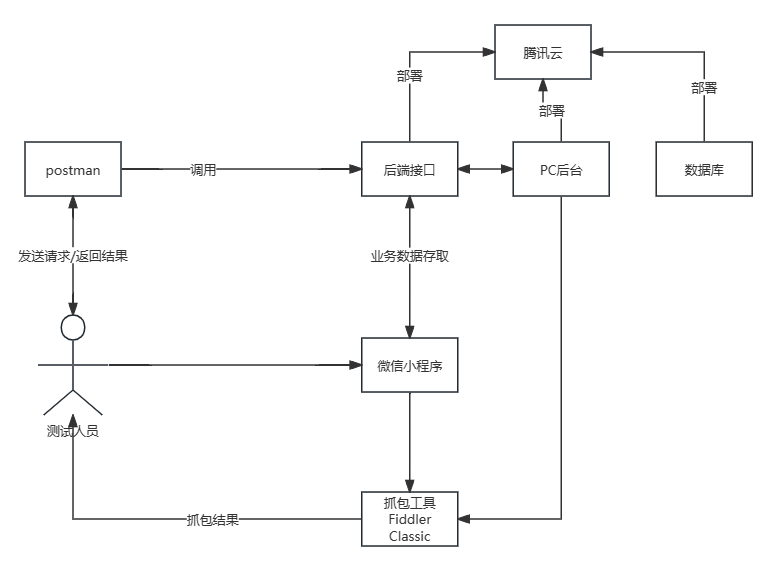 腾讯云
部署
部署
部署
postman
调用
后端接口
PC后台
数据库
发送请求/返回结果
业务数据存取
微信小程序
测试人员
抓包结果
抓包工具
Fiddler
Classic